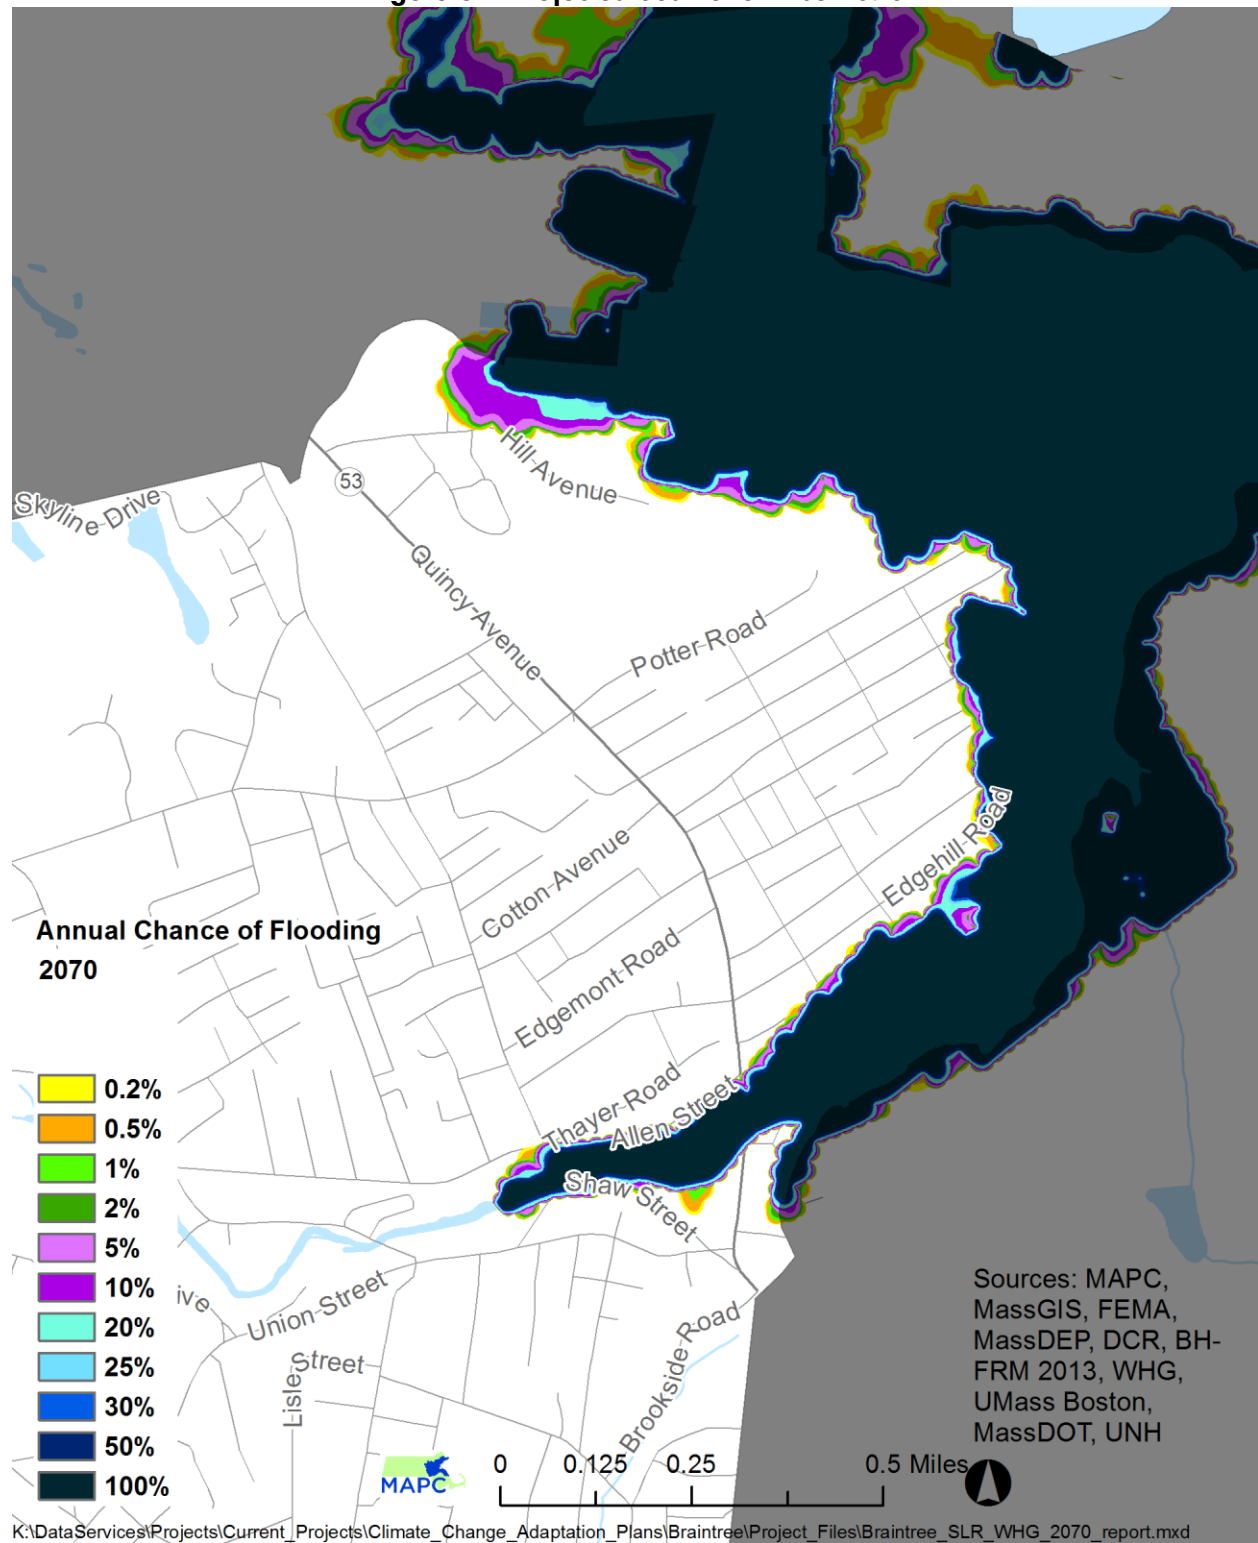 Hill Avenue
Skyline Drive
53
Quincy Avenue
Potter Road
Edgehill Road
Cotton Avenue
Edgemont Road
Thayer Road
Allen Street
Shaw Street
Union Street
ive
Street
Lisle
Brookside Road
Annual Chance of Flooding
2070
0.2%
0.5%
1%
2%
5%
10%
20%
25%
30%
50%
100%
Sources: MAPC,
MassGIS, FEMA,
MassDEP, DCR, BH-
FRM 2013, WHG,
UMass Boston,
MassDOT, UNH
MAPC
0 0.125 0.25 0.5 Miles
K:\DataServices\Projects\Current_Projects\Climate_Change_Adaptation_Plans\Braintree\Project_Files\Braintree_SLR_WHG_2070_report.mxd